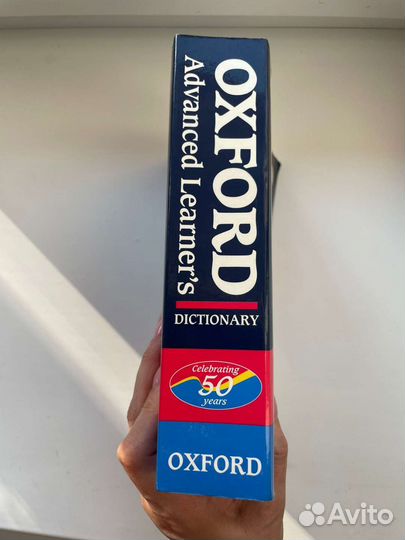 OXFORD
Advanced Learner's
DICTIONARY
Celebrating
50
years
OXFORD
Avito